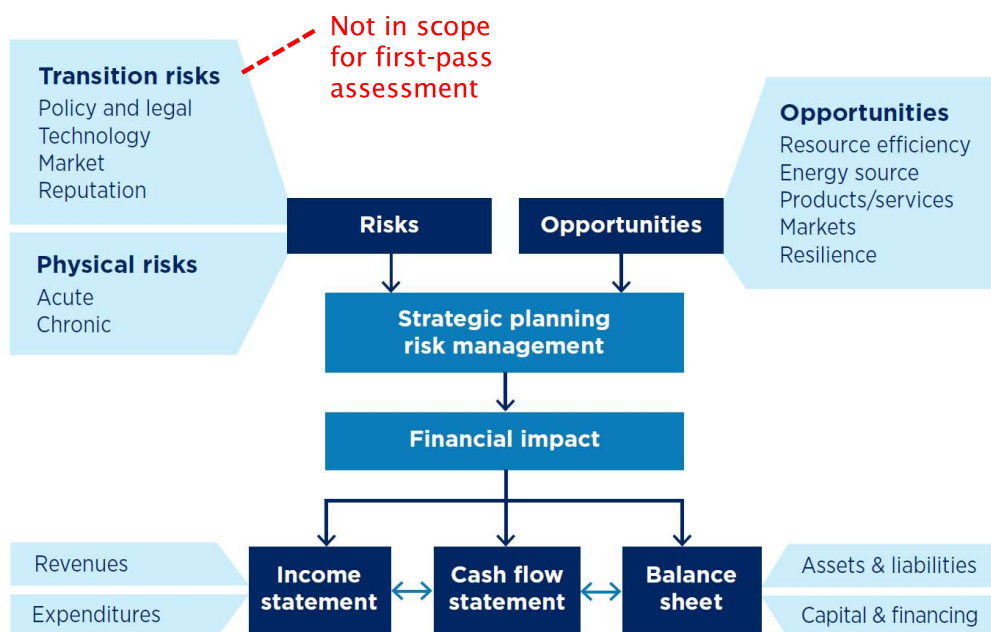 Not in scope
for first-pass
assessment
Transition risks
Policy and legal
Technology
Market
Reputation
Physical risks
Acute
Chronic
Risks
Opportunities
Opportunities
Resource efficiency
Energy source
Products/services
Markets
Resilience
Strategic planning
risk management
Financial impact
Revenues
Expenditures
Income
statement
Cash flow
statement
Balance
sheet
Assets & liabilities
Capital & financing